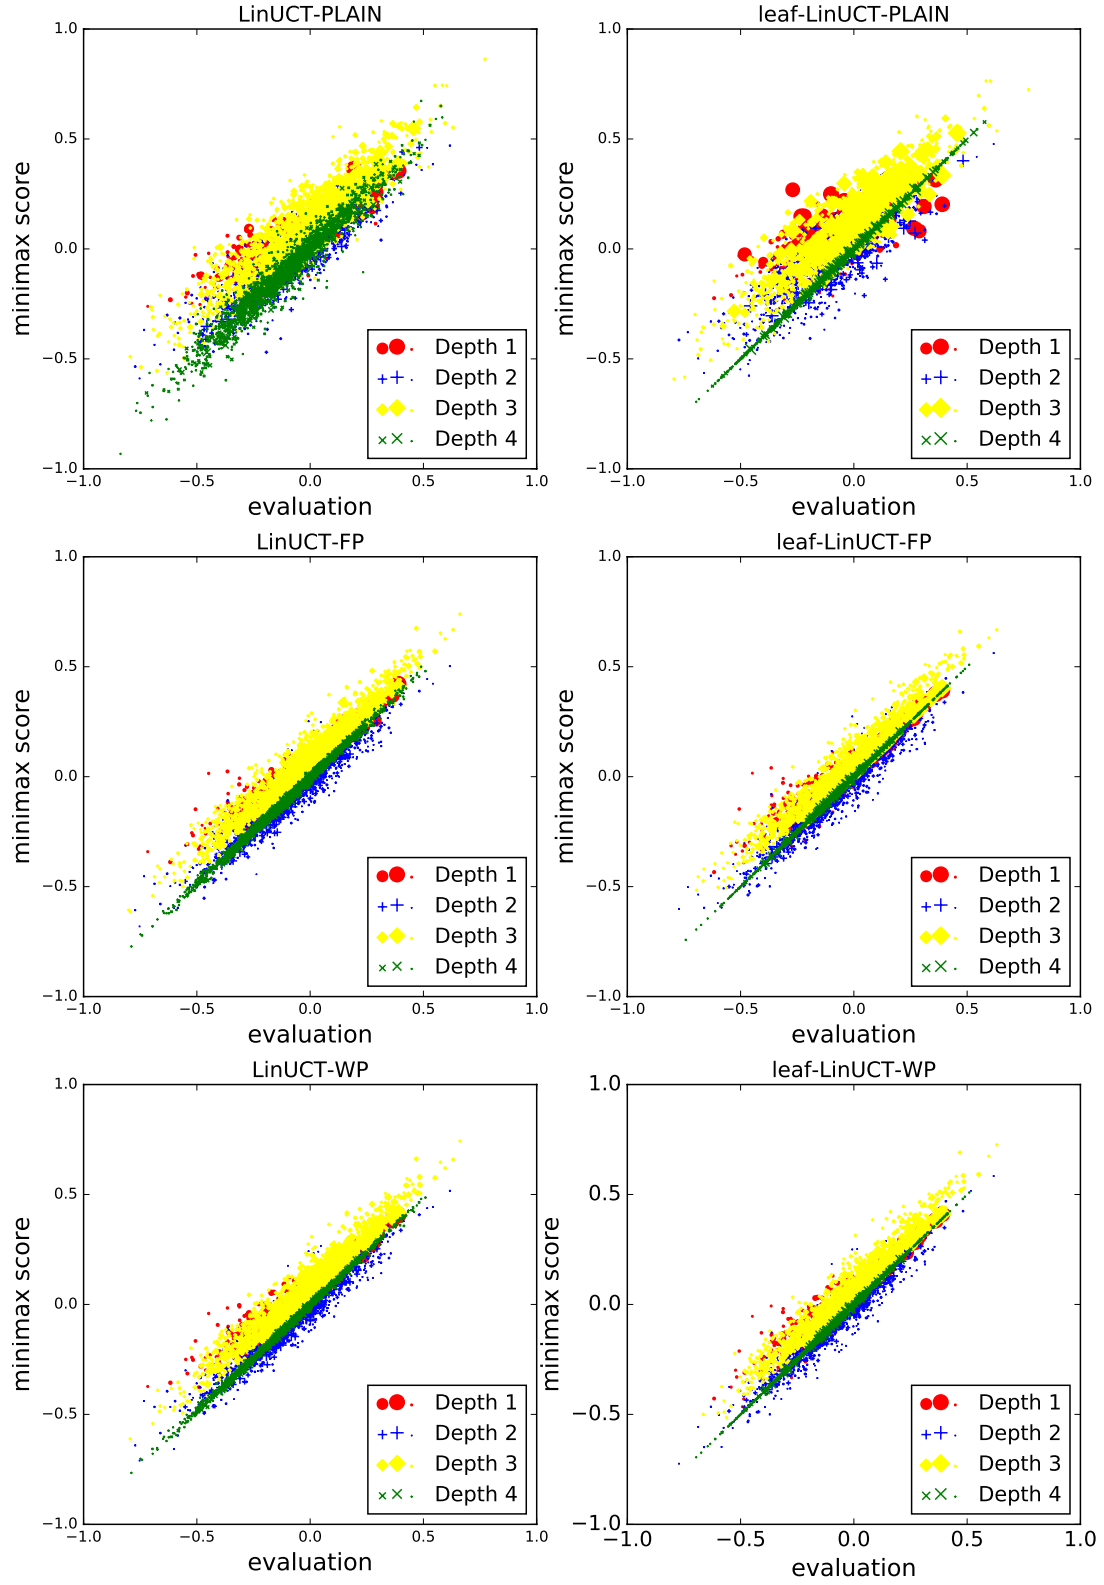 LinUCT-PLAIN
1.0
0.5
0.0
−0.5
−1.0
−1.0 −0.5 0.0 0.5 1.0
minimax score
evaluation
Depth 1
Depth 2
Depth 3
Depth 4
leaf-LinUCT-PLAIN
1.0
0.5
0.0
−0.5
−1.0
−1.0 −0.5 0.0 0.5 1.0
minimax score
evaluation
Depth 1
Depth 2
Depth 3
Depth 4
LinUCT-FP
1.0
0.5
0.0
−0.5
−1.0
−1.0 −0.5 0.0 0.5 1.0
minimax score
evaluation
Depth 1
Depth 2
Depth 3
Depth 4
leaf-LinUCT-FP
1.0
0.5
0.0
−0.5
−1.0
−1.0 −0.5 0.0 0.5 1.0
minimax score
evaluation
Depth 1
Depth 2
Depth 3
Depth 4
LinUCT-WP
1.0
0.5
0.0
−0.5
−1.0
−1.0 −0.5 0.0 0.5 1.0
minimax score
evaluation
Depth 1
Depth 2
Depth 3
Depth 4
leaf-LinUCT-WP
1.0
0.5
0.0
−0.5
−1.0
−1.0 −0.5 0.0 0.5 1.0
minimax score
evaluation
Depth 1
Depth 2
Depth 3
Depth 4